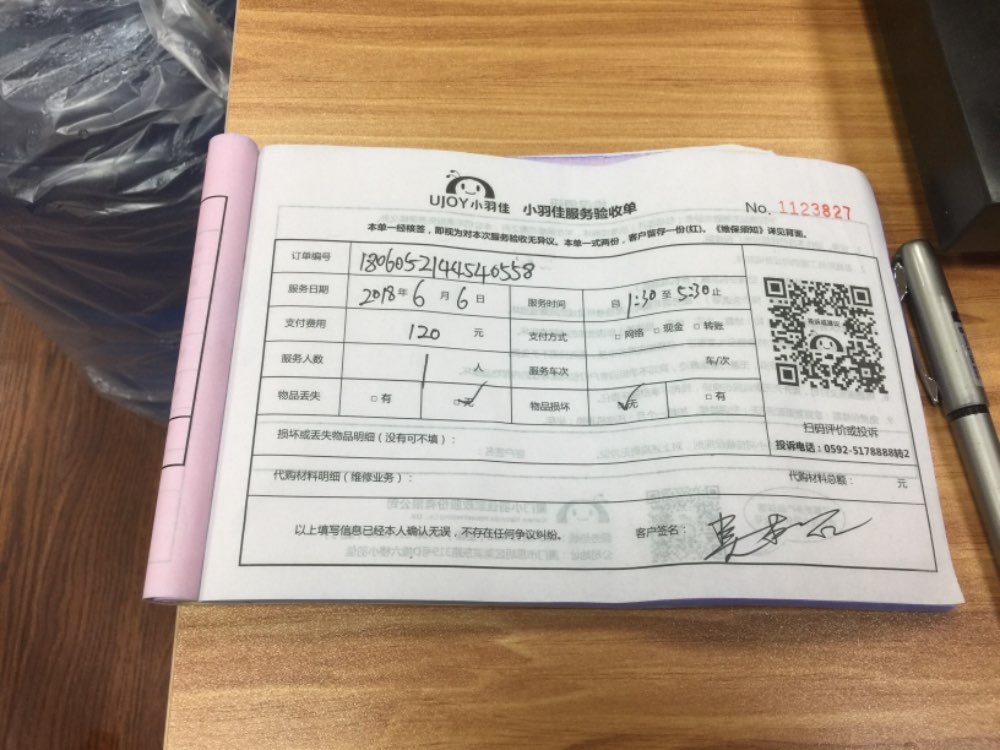 UJOY小羽佳 小羽佳服务验收单
No. 1123827
本单一经核签，即视为对本次服务验收无异议。本单一式两份，客户留存一份(红)。《维保须知》详见背面。
订单编号 1806052144540558
服务日期 2018年6月6日 服务时间 自1:30至5:30止
支付费用 120 元 支付方式 □网络 □现金 □转账
服务人数 1 人 服务车次 车/次
物品丢失 □有 □无 物品损坏 □无 □有
投诉或建议
扫码评价或投诉
投诉电话：0592-5178888转2
损坏或丢失物品明细（没有可不填）：
代购材料明细（维修业务）： 代购材料总额： 元
以上填写信息已经本人确认无误，不存在任何争议纠纷。 客户签名：